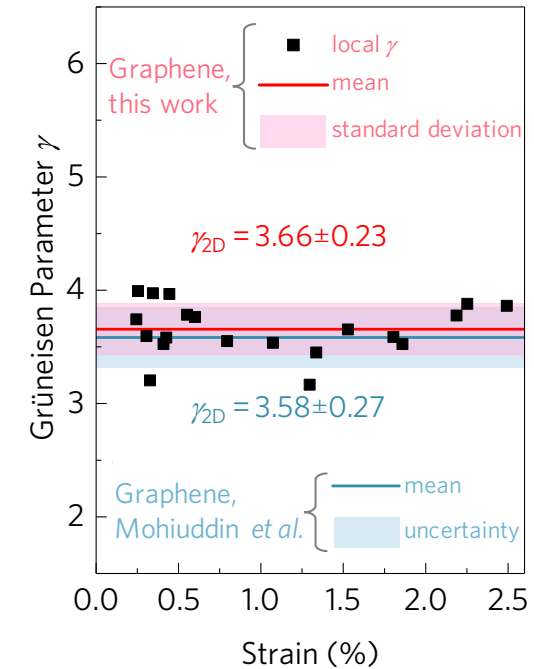 6
5
4
3
2
Grüneisen Parameter γ
Graphene,
this work
local γ
mean
standard deviation
γ2D = 3.66±0.23
γ2D = 3.58±0.27
Graphene,
Mohiuddin et al.
mean
uncertainty
0.0 0.5 1.0 1.5 2.0 2.5
Strain (%)